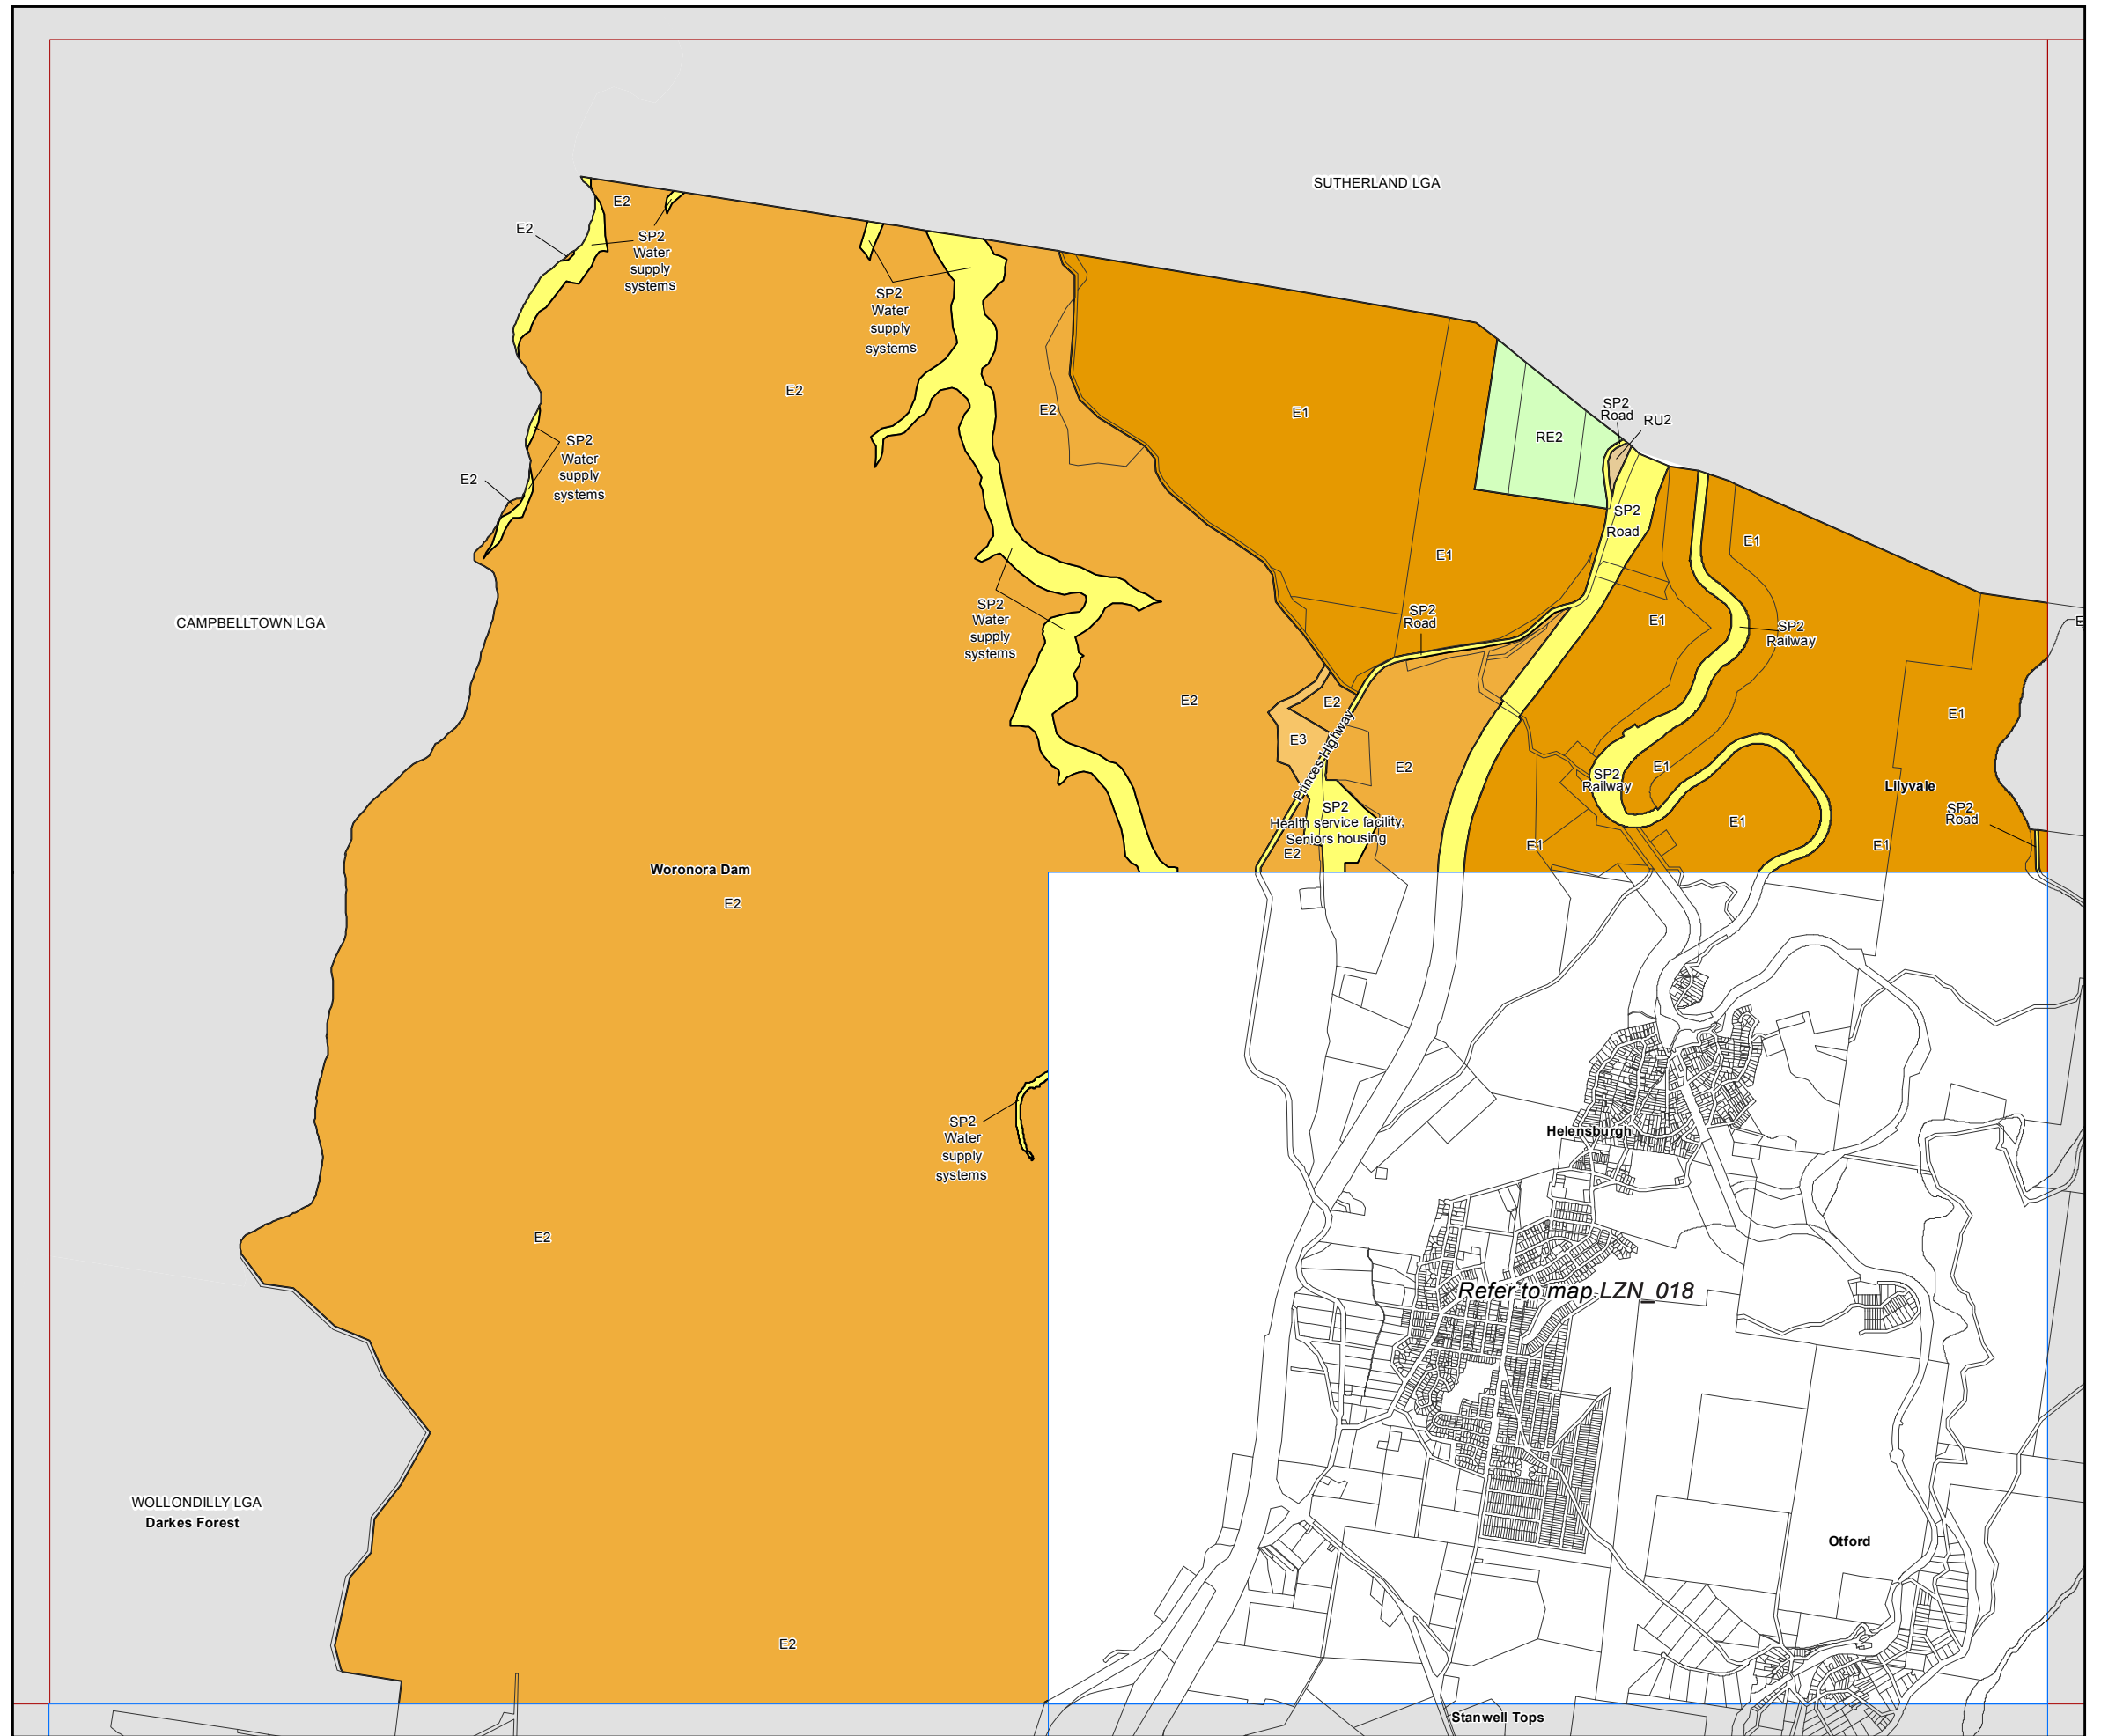 SUTHERLAND LGA
E2
E2
SP2
Water
supply
systems
SP2
Water
supply
systems
E2
E2
E1
SP2
Road
RU2
RE2
SP2
Water
supply
systems
E2
SP2
Road
E1
E1
SP2
Water
supply
systems
SP2
Road
E1
SP2
Railway
E
CAMPBELLTOWN LGA
E2
E2
E3
Princes Highway
E2
E1
SP2
Railway
E1
Lilyvale
SP2
Road
SP2
Health service facility,
Seniors housing
E2
E1
E1
E1
Woronora Dam
E2
SP2
Water
supply
systems
Helensburgh
E2
Refer to map LZN_018
WOLLONDILLY LGA
Darkes Forest
Otford
E2
Stanwell Tops